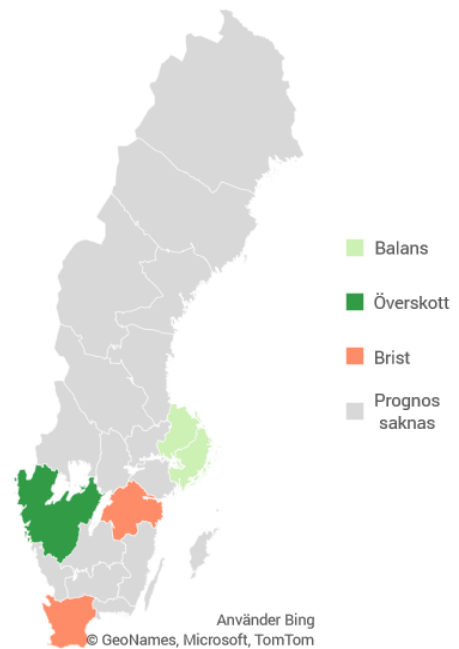 Balans
Överskott
Brist
Prognos
saknas
Använder Bing
© GeoNames, Microsoft, TomTom